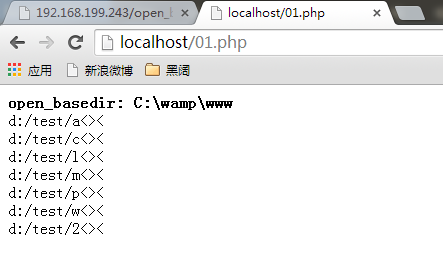 192.168.199.243/open_b
localhost/01.php
localhost/01.php
应用
新浪微博
黑阔
open_basedir: C:\wamp\www
d:/test/a<><
d:/test/c<><
d:/test/l<><
d:/test/m<><
d:/test/p<><
d:/test/w<><
d:/test/2<><